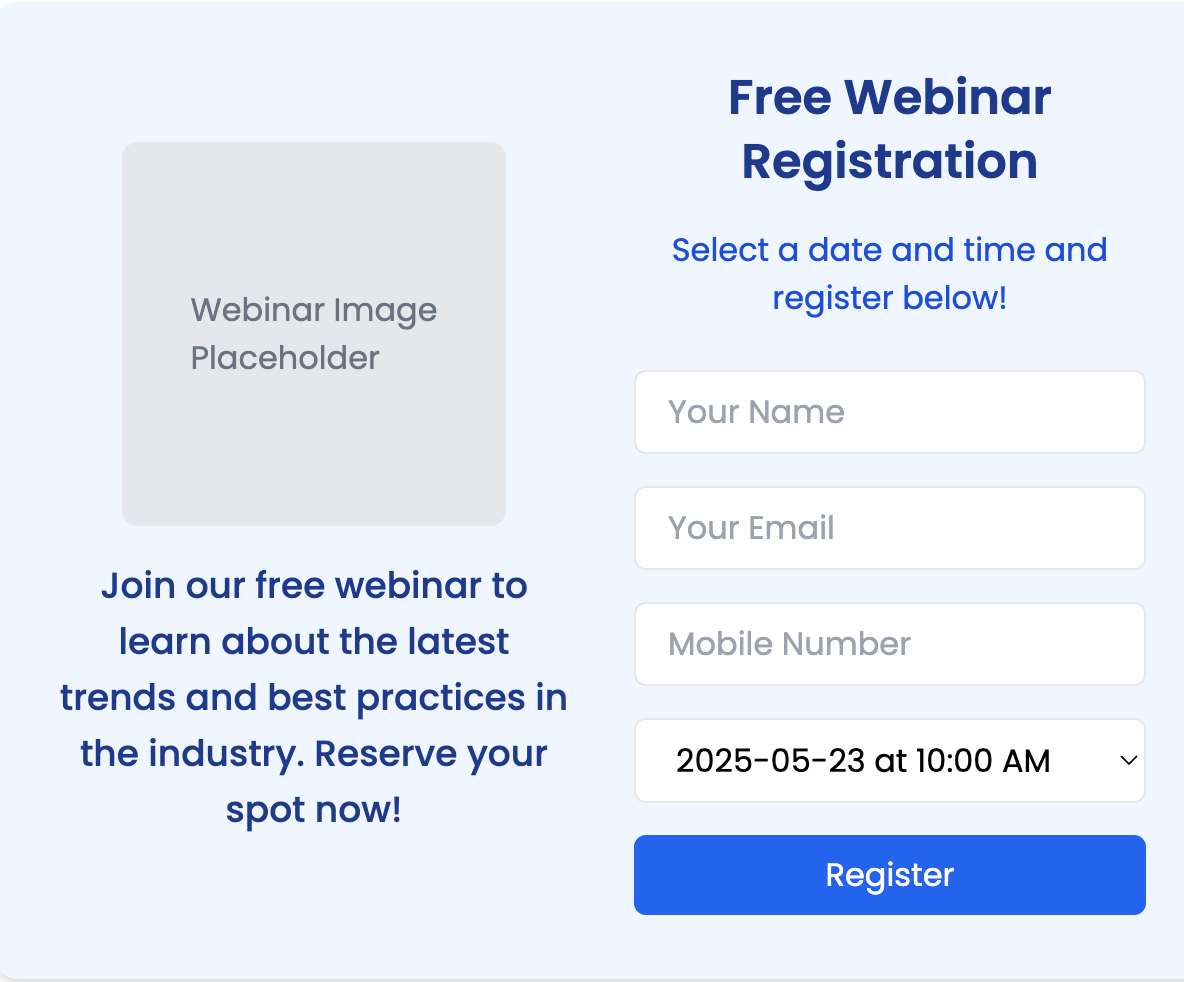 Webinar Image
Placeholder
Join our free webinar to
learn about the latest
trends and best practices in
the industry. Reserve your
spot now!
Free Webinar
Registration
Select a date and time and
register below!
Your Name
Your Email
Mobile Number
2025-05-23 at 10:00 AM
Register